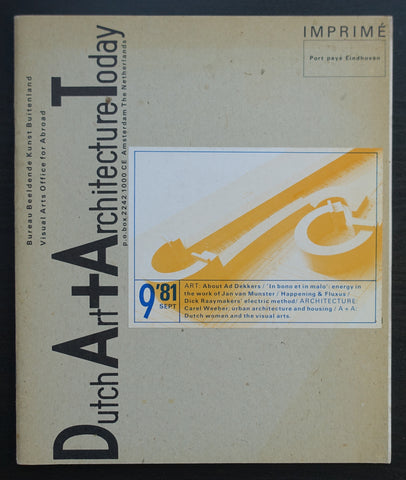 IMPRIMÉ
Port payé Eindhoven
Bureau Beeldende Kunst Buitenland
Visual Arts Office for Abroad
Dutch Art+Architecture Today
p.o.box 2242 1000 CE Amsterdam The Netherlands
9 '81
SEPT
ART: About Ad Dekkers / 'In bono et in malo': energy in
the work of Jan van Munster / Happening & Fluxus /
Dick Raaymakers' electric method / ARCHITECTURE:
Carel Weeber, urban architecture and housing / A + A:
Dutch women and the visual arts.